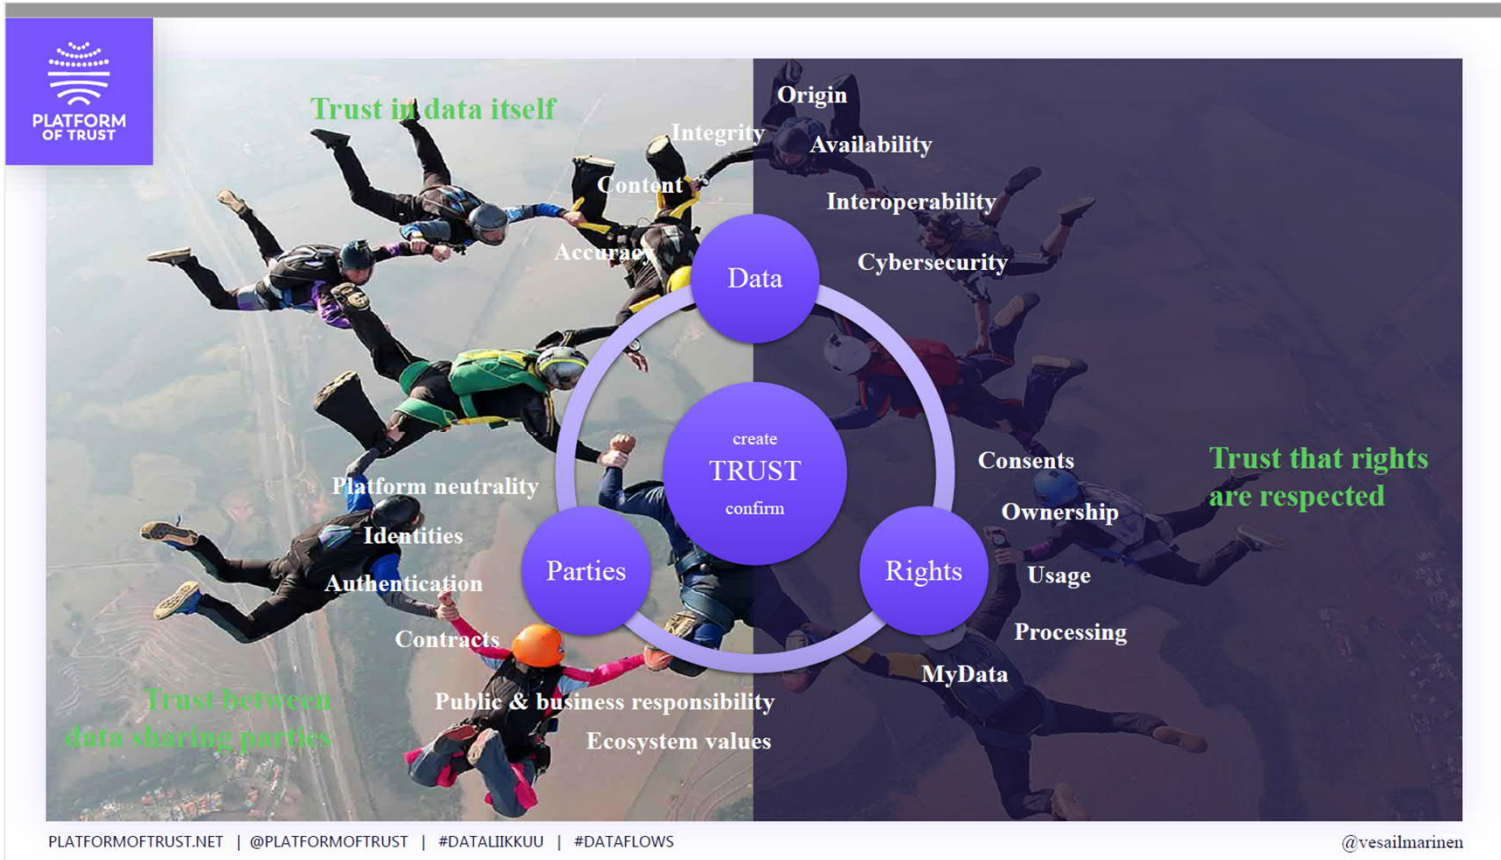 PLATFORM
OF TRUST
Trust in data itself
Origin
Integrity
Availability
Content
Interoperability
Accuracy
Cybersecurity
Data
create
TRUST
confirm
Consents
Trust that rights
are respected
Ownership
Platform neutrality
Identities
Authentication
Parties
Rights
Usage
Contracts
Processing
MyData
Trust between
data sharing parties
Public & business responsibility
Ecosystem values
PLATFORMOFTRUST.NET | @PLATFORMOFTRUST | #DATALIIKKUU | #DATAFLOWS
@vesailmarinen